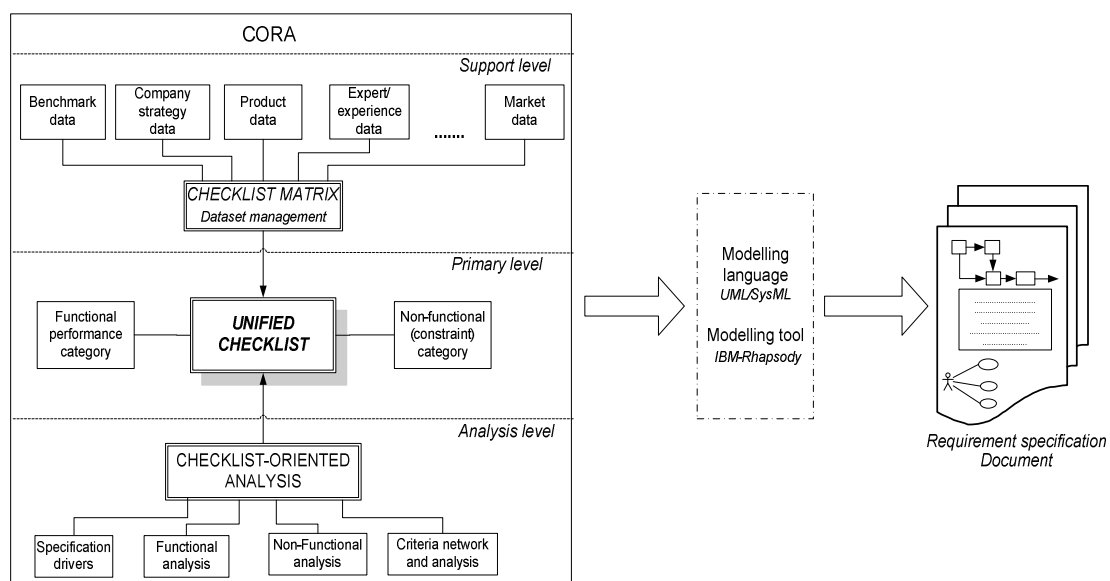 CORA
Support level
Benchmark
data
Company
strategy
data
Product
data
Expert/
experience
data
.......
Market
data
CHECKLIST MATRIX
Dataset management
Primary level
Functional
performance
category
UNIFIED
CHECKLIST
Non-functional
(constraint)
category
Analysis level
CHECKLIST-ORIENTED
ANALYSIS
Specification
drivers
Functional
analysis
Non-Functional
analysis
Criteria network
and analysis
Modelling
language
UML/SysML
Modelling tool
IBM-Rhapsody
Requirement specification
Document